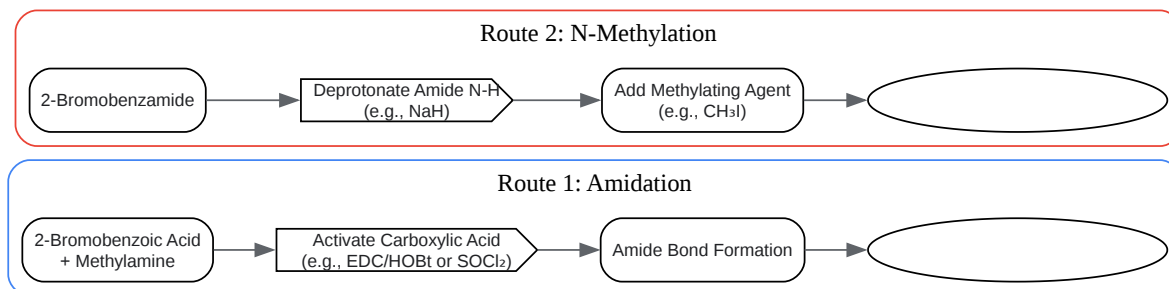 Route 2: N-Methylation
2-Bromobenzamide
Deprotonate Amide N-H
(e.g., NaH)
Add Methylating Agent
(e.g., CH₃I)
Route 1: Amidation
2-Bromobenzoic Acid
+ Methylamine
Activate Carboxylic Acid
(e.g., EDC/HOBt or SOCl₂)
Amide Bond Formation